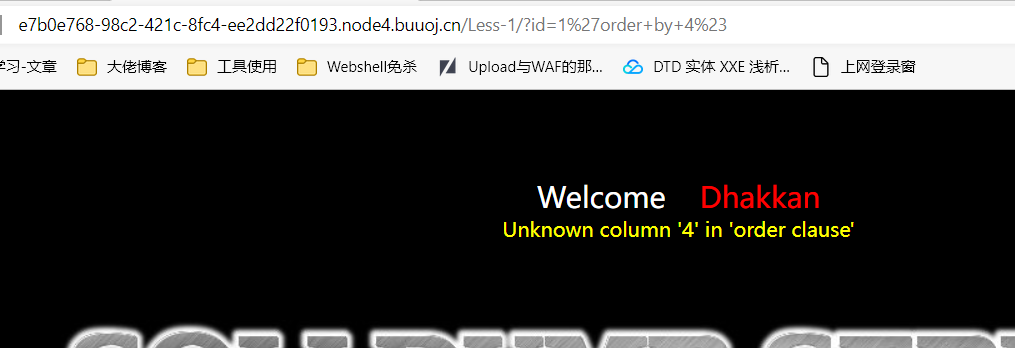 e7b0e768-98c2-421c-8fc4-ee2dd22f0193.node4.buuoj.cn/Less-1/?id=1%27order+by+4%23
学习-文章 大佬博客 工具使用 Webshell免杀 Upload与WAF的那... DTD 实体 XXE 浅析... 上网登录窗
Welcome Dhakkan
Unknown column '4' in 'order clause'